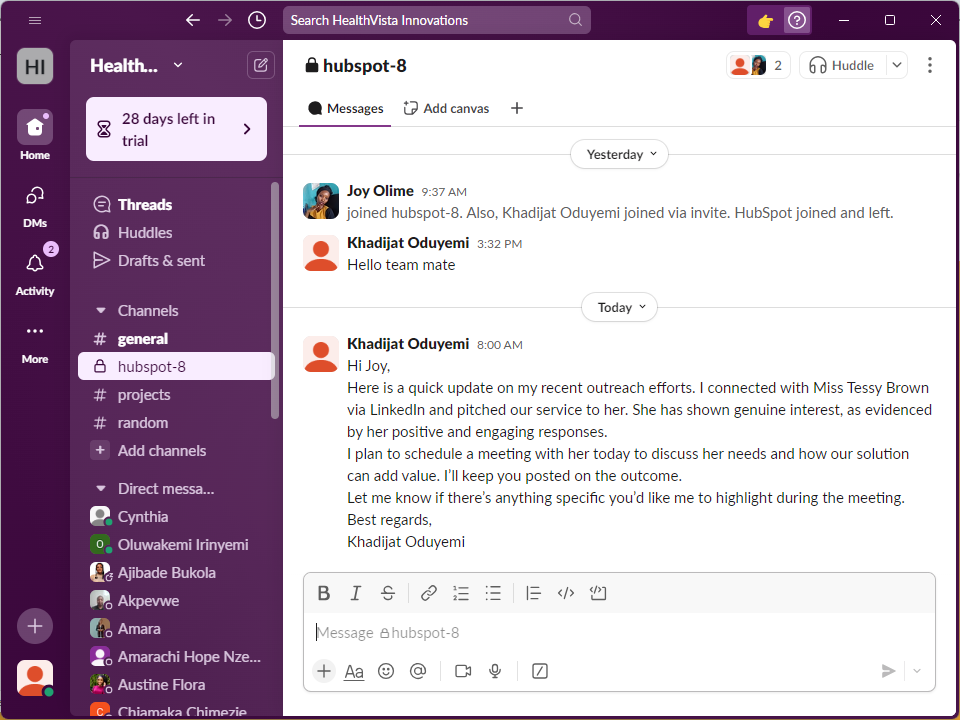 Search HealthVista Innovations
HI
Home
DMs
2
Activity
More
Health...
28 days left in
trial
Threads
Huddles
Drafts & sent
Channels
# general
hubspot-8
# projects
# random
+ Add channels
Direct messa...
Cynthia
O Oluwakemi Irinyemi
Ajibade Bukola
Akpevwe
Amara
Amarachi Hope Nze...
Austine Flora
C Chiamaka Chimezie
hubspot-8
2
Huddle
Messages
Add canvas
Yesterday
Joy Olime 9:37 AM
joined hubspot-8. Also, Khadijat Oduyemi joined via invite. HubSpot joined and left.
Khadijat Oduyemi 3:32 PM
Hello team mate
Today
Khadijat Oduyemi 8:00 AM
Hi Joy,
Here is a quick update on my recent outreach efforts. I connected with Miss Tessy Brown
via LinkedIn and pitched our service to her. She has shown genuine interest, as evidenced
by her positive and engaging responses.
I plan to schedule a meeting with her today to discuss her needs and how our solution
can add value. I’ll keep you posted on the outcome.
Let me know if there’s anything specific you’d like me to highlight during the meeting.
Best regards,
Khadijat Oduyemi
B I S
Message hubspot-8
Aa